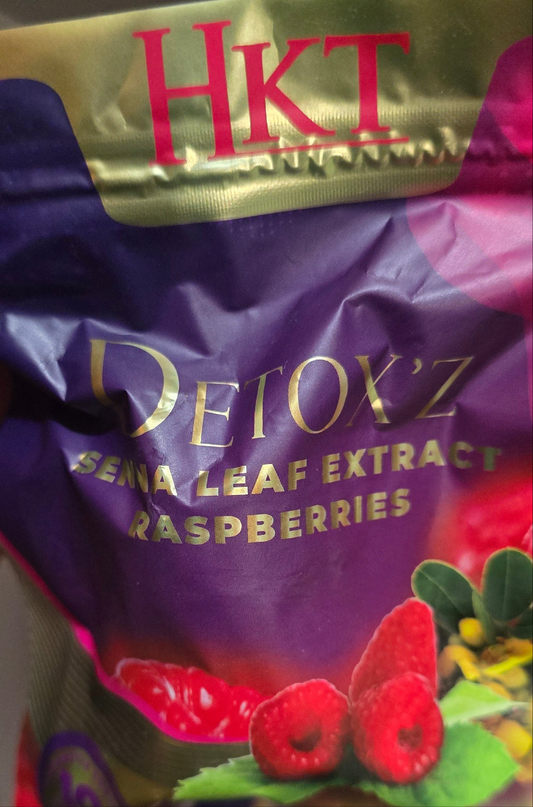 HKT
DETOX'Z
SENNA LEAF EXTRACT
RASPBERRIES